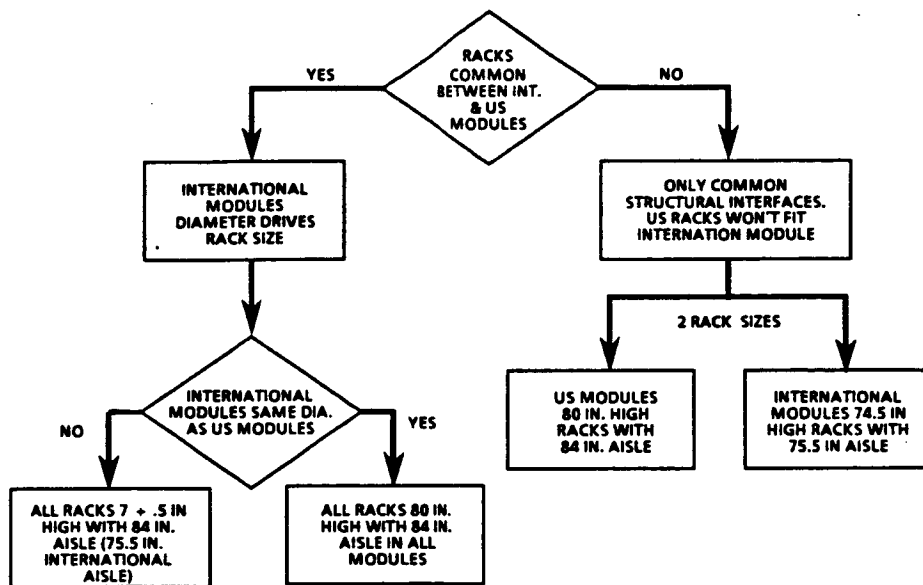 RACKS
COMMON
BETWEEN INT.
& US
MODULES
YES
NO
INTERNATIONAL
MODULES
DIAMETER DRIVES
RACK SIZE
ONLY COMMON
STRUCTURAL INTERFACES.
US RACKS WON'T FIT
INTERNATION MODULE
2 RACK SIZES
INTERNATIONAL
MODULES SAME DIA.
AS US MODULES
NO
YES
US MODULES
80 IN. HIGH
RACKS WITH
84 IN. AISLE
INTERNATIONAL
MODULES 74.5 IN
HIGH RACKS WITH
75.5 IN AISLE
ALL RACKS 7 + .5 IN
HIGH WITH 84 IN.
AISLE (75.5 IN.
INTERNATIONAL
AISLE)
ALL RACKS 80 IN.
HIGH WITH 84 IN.
AISLE IN ALL
MODULES